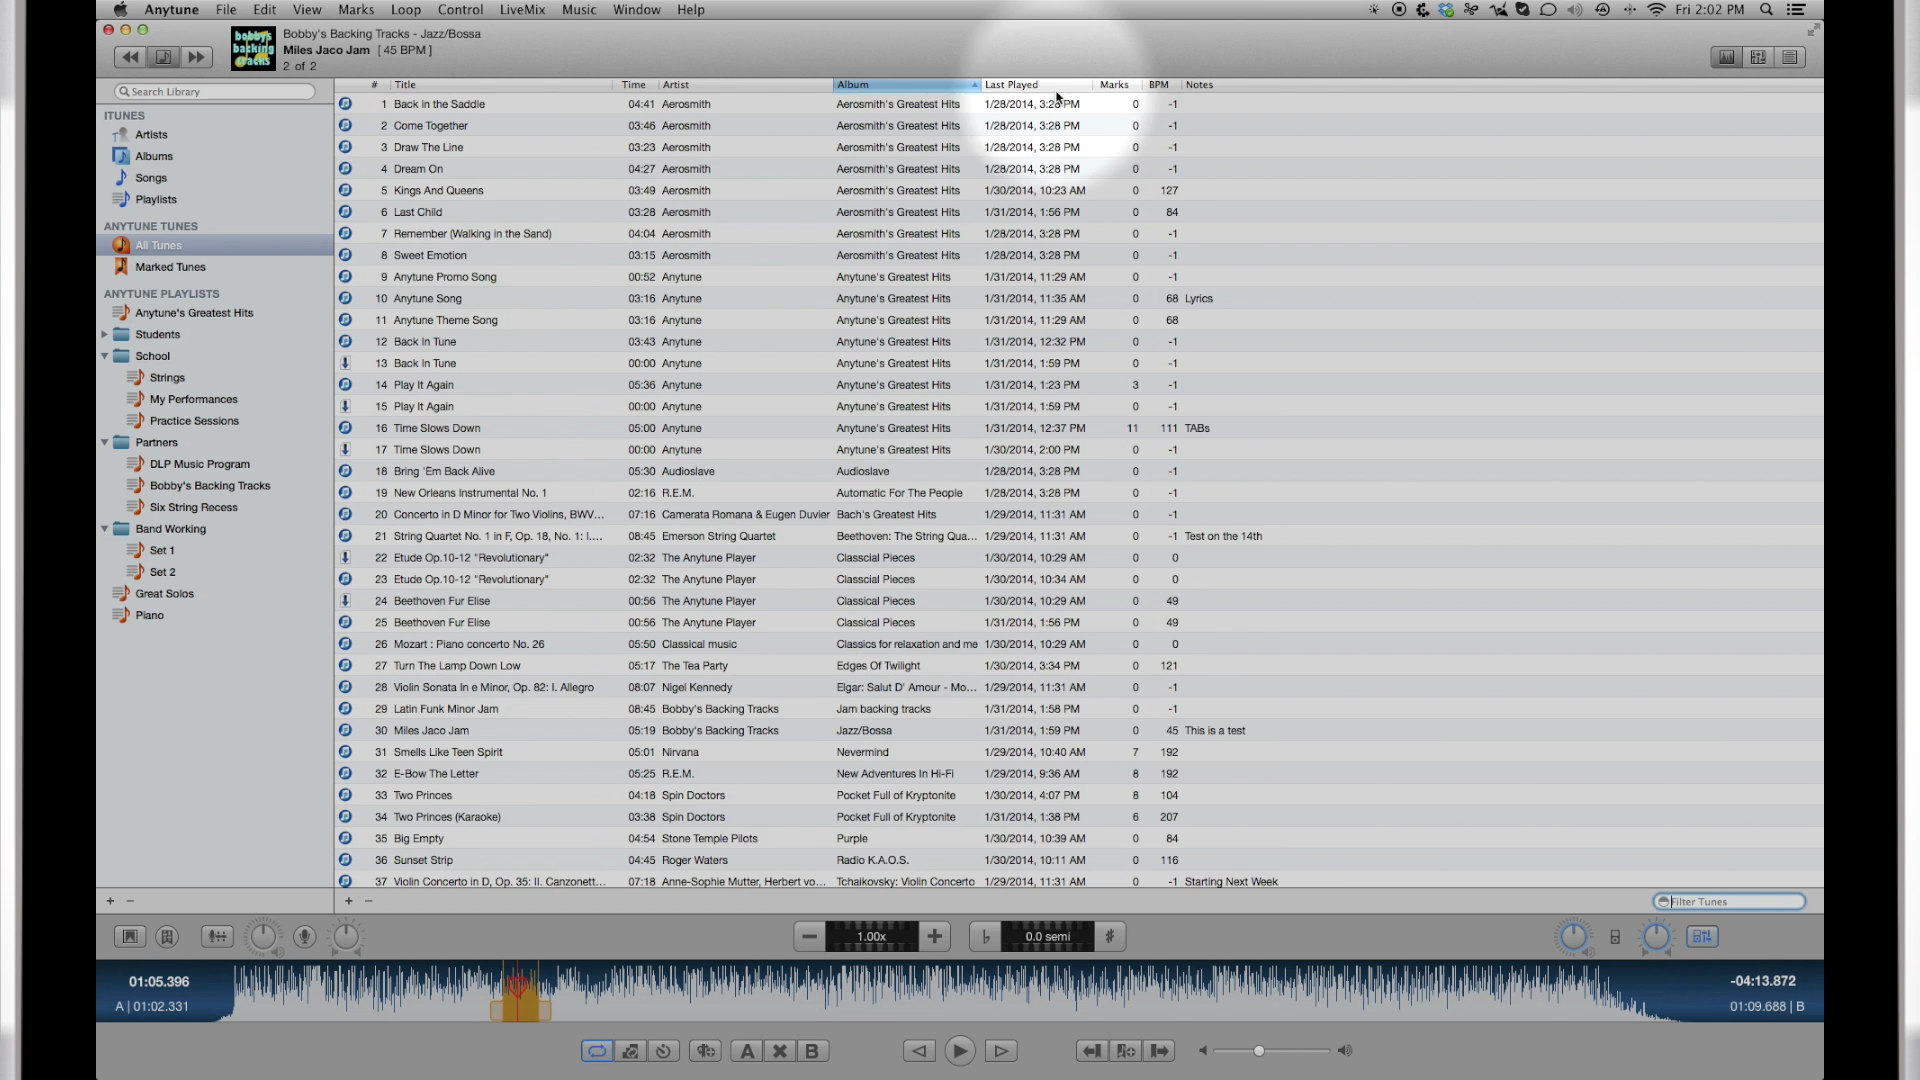 Anytune File Edit View Marks Loop Control LiveMix Music Window Help Fri 2:02 PM
bobby's backing tracks
Bobby's Backing Tracks - Jazz/Bossa
Miles Jaco Jam [ 45 BPM ]
2 of 2
Search Library
ITUNES
Artists
Albums
Songs
Playlists
ANYTUNE TUNES
All Tunes
Marked Tunes
ANYTUNE PLAYLISTS
Anytune's Greatest Hits
Students
School
Strings
My Performances
Practice Sessions
Partners
DLP Music Program
Bobby's Backing Tracks
Six String Recess
Band Working
Set 1
Set 2
Great Solos
Piano
# Title Time Artist Album Last Played Marks BPM Notes
1 Back in the Saddle 04:41 Aerosmith Aerosmith's Greatest Hits 1/28/2014, 3:28 PM 0 -1
2 Come Together 03:46 Aerosmith Aerosmith's Greatest Hits 1/28/2014, 3:28 PM 0 -1
3 Draw The Line 03:23 Aerosmith Aerosmith's Greatest Hits 1/28/2014, 3:28 PM 0 -1
4 Dream On 04:27 Aerosmith Aerosmith's Greatest Hits 1/28/2014, 3:28 PM 0 -1
5 Kings And Queens 03:49 Aerosmith Aerosmith's Greatest Hits 1/30/2014, 10:23 AM 0 127
6 Last Child 03:28 Aerosmith Aerosmith's Greatest Hits 1/31/2014, 1:56 PM 0 84
7 Remember (Walking in the Sand) 04:04 Aerosmith Aerosmith's Greatest Hits 1/28/2014, 3:28 PM 0 -1
8 Sweet Emotion 03:15 Aerosmith Aerosmith's Greatest Hits 1/28/2014, 3:28 PM 0 -1
9 Anytune Promo Song 00:52 Anytune Anytune's Greatest Hits 1/31/2014, 11:29 AM 0 -1
10 Anytune Song 03:16 Anytune Anytune's Greatest Hits 1/31/2014, 11:35 AM 0 68 Lyrics
11 Anytune Theme Song 03:16 Anytune Anytune's Greatest Hits 1/31/2014, 11:29 AM 0 68
12 Back In Tune 03:43 Anytune Anytune's Greatest Hits 1/31/2014, 12:32 PM 0 -1
13 Back In Tune 00:00 Anytune Anytune's Greatest Hits 1/31/2014, 1:59 PM 0 -1
14 Play It Again 05:36 Anytune Anytune's Greatest Hits 1/31/2014, 1:23 PM 3 -1
15 Play It Again 00:00 Anytune Anytune's Greatest Hits 1/31/2014, 1:59 PM 0 -1
16 Time Slows Down 05:00 Anytune Anytune's Greatest Hits 1/31/2014, 12:37 PM 11 111 TABs
17 Time Slows Down 00:00 Anytune Anytune's Greatest Hits 1/30/2014, 2:00 PM 0 -1
18 Bring 'Em Back Alive 05:30 Audioslave Audioslave 1/28/2014, 3:28 PM 0 -1
19 New Orleans Instrumental No. 1 02:16 R.E.M. Automatic For The People 1/28/2014, 3:28 PM 0 -1
20 Concerto in D Minor for Two Violins, BWV... 07:16 Camerata Romana & Eugen Duvier Bach's Greatest Hits 1/29/2014, 11:31 AM 0 -1
21 String Quartet No. 1 in F, Op. 18, No. 1: I.... 08:45 Emerson String Quartet Beethoven: The String Qua... 1/29/2014, 11:31 AM 0 -1 Test on the 14th
22 Etude Op.10-12 "Revolutionary" 02:32 The Anytune Player Classcial Pieces 1/30/2014, 10:29 AM 0 0
23 Etude Op.10-12 "Revolutionary" 02:32 The Anytune Player Classcial Pieces 1/30/2014, 10:34 AM 0 0
24 Beethoven Fur Elise 00:56 The Anytune Player Classical Pieces 1/30/2014, 10:29 AM 0 49
25 Beethoven Fur Elise 00:56 The Anytune Player Classical Pieces 1/31/2014, 1:56 PM 0 49
26 Mozart : Piano concerto No. 26 05:50 Classical music Classics for relaxation and me 1/30/2014, 10:29 AM 0 0
27 Turn The Lamp Down Low 05:17 The Tea Party Edges Of Twilight 1/30/2014, 3:34 PM 0 121
28 Violin Sonata In e Minor, Op. 82: I. Allegro 08:07 Nigel Kennedy Elgar: Salut D' Amour - Mo... 1/29/2014, 11:31 AM 0 -1
29 Latin Funk Minor Jam 08:45 Bobby's Backing Tracks Jam backing tracks 1/31/2014, 1:58 PM 0 -1
30 Miles Jaco Jam 05:19 Bobby's Backing Tracks Jazz/Bossa 1/31/2014, 1:59 PM 0 45 This is a test
31 Smells Like Teen Spirit 05:01 Nirvana Nevermind 1/29/2014, 10:40 AM 7 192
32 E-Bow The Letter 05:25 R.E.M. New Adventures In Hi-Fi 1/29/2014, 9:36 AM 8 192
33 Two Princes 04:18 Spin Doctors Pocket Full of Kryptonite 1/30/2014, 4:07 PM 8 104
34 Two Princes (Karaoke) 03:38 Spin Doctors Pocket Full of Kryptonite 1/31/2014, 1:38 PM 6 207
35 Big Empty 04:54 Stone Temple Pilots Purple 1/30/2014, 10:39 AM 0 84
36 Sunset Strip 04:45 Roger Waters Radio K.A.O.S. 1/30/2014, 10:11 AM 0 116
37 Violin Concerto in D, Op. 35: II. Canzonett... 07:18 Anne-Sophie Mutter, Herbert vo... Tchaikovsky: Violin Concerto 1/29/2014, 11:31 AM 0 -1 Starting Next Week
Filter Tunes
1.00x 0.0 semi
01:05.396 -04:13.872
A | 01:02.331 01:09.688 | B
A B